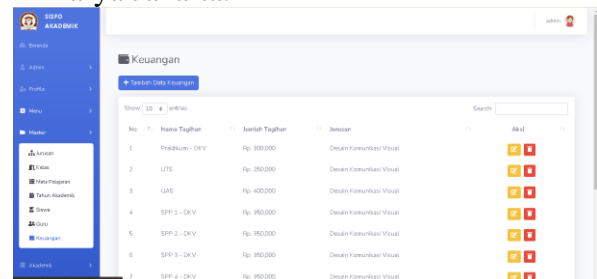 SISFO
AKADEMIK
admin
Beranda
Admin
Profile
Menu
Master
Jurusan
Kelas
Mata Pelajaran
Tahun Akademik
Siswa
Guru
Keuangan
Akademik
Keuangan
+ Tambah Data Keuangan
Show 10 entries
Search:
No Nama Tagihan Jumlah Tagihan Jurusan Aksi
1 Praktikum - DKV Rp. 300,000 Desain Komunikasi Visual
2 UTS Rp. 250,000 Desain Komunikasi Visual
3 UAS Rp. 400,000 Desain Komunikasi Visual
4 SPP 1 - DKV Rp. 350,000 Desain Komunikasi Visual
5 SPP 2 - DKV Rp. 350,000 Desain Komunikasi Visual
6 SPP 3 - DKV Rp. 350,000 Desain Komunikasi Visual
7 SPP 4 - DKV Rp. 350,000 Desain Komunikasi Visual